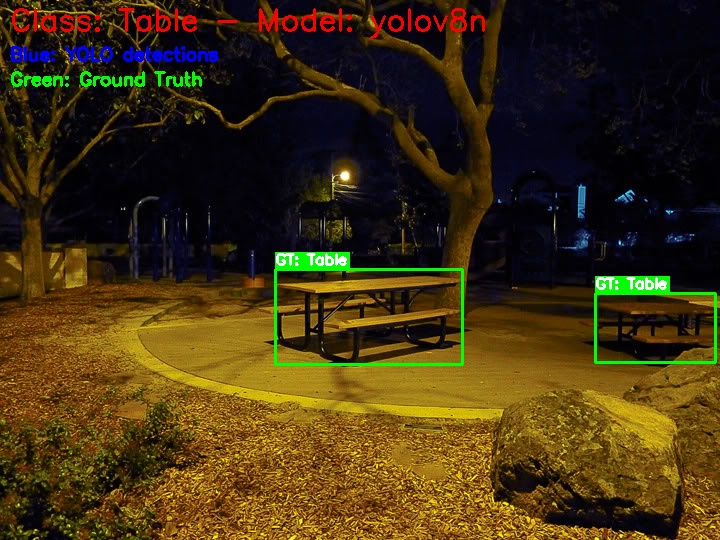 Class: Table - Model: yolov8n
Blue: YOLO detections
Green: Ground Truth
GT: Table
GT: Table